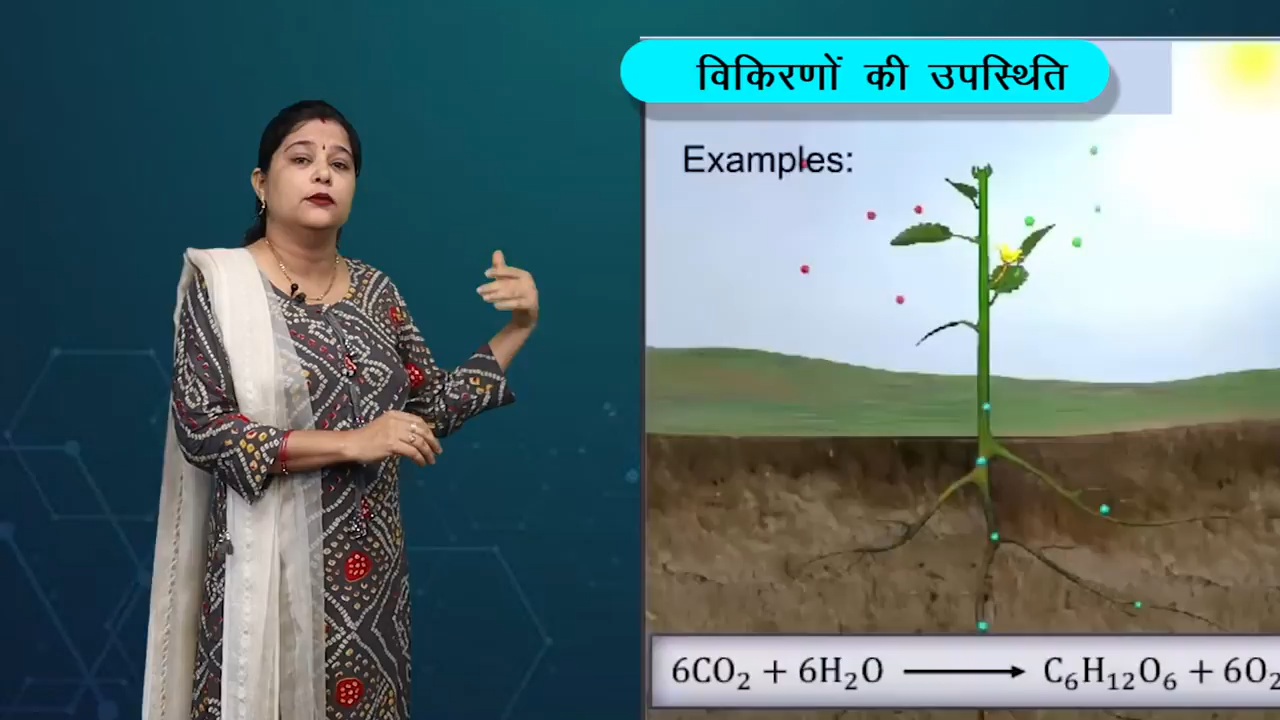 विकिरणों की उपस्थिति
Examples:
6CO₂ + 6H₂O ⟶ C₆H₁₂O₆ + 6O₂